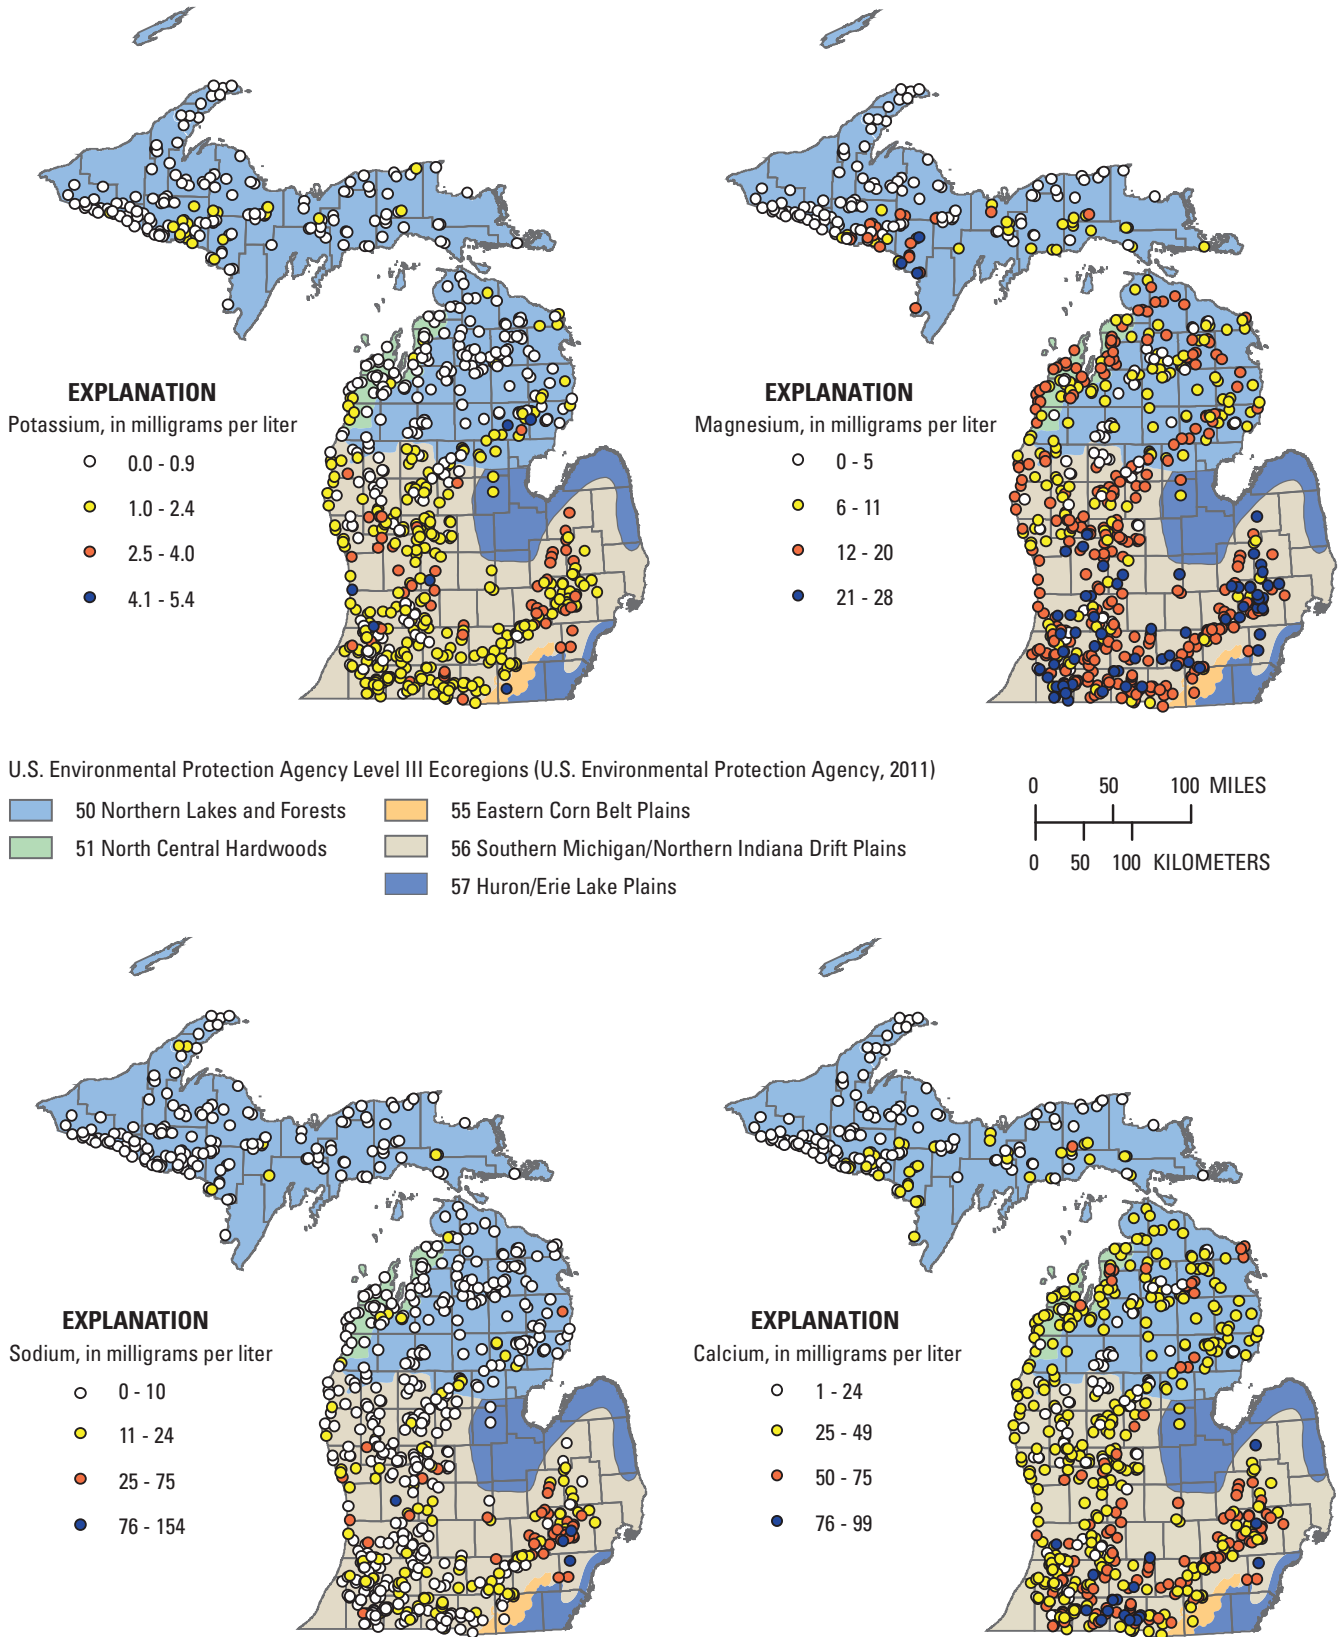 EXPLANATION
Potassium, in milligrams per liter
0.0 - 0.9
1.0 - 2.4
2.5 - 4.0
4.1 - 5.4
EXPLANATION
Magnesium, in milligrams per liter
0 - 5
6 - 11
12 - 20
21 - 28
U.S. Environmental Protection Agency Level III Ecoregions (U.S. Environmental Protection Agency, 2011)
50 Northern Lakes and Forests
51 North Central Hardwoods
55 Eastern Corn Belt Plains
56 Southern Michigan/Northern Indiana Drift Plains
57 Huron/Erie Lake Plains
0 50 100 MILES
0 50 100 KILOMETERS
EXPLANATION
Sodium, in milligrams per liter
0 - 10
11 - 24
25 - 75
76 - 154
EXPLANATION
Calcium, in milligrams per liter
1 - 24
25 - 49
50 - 75
76 - 99